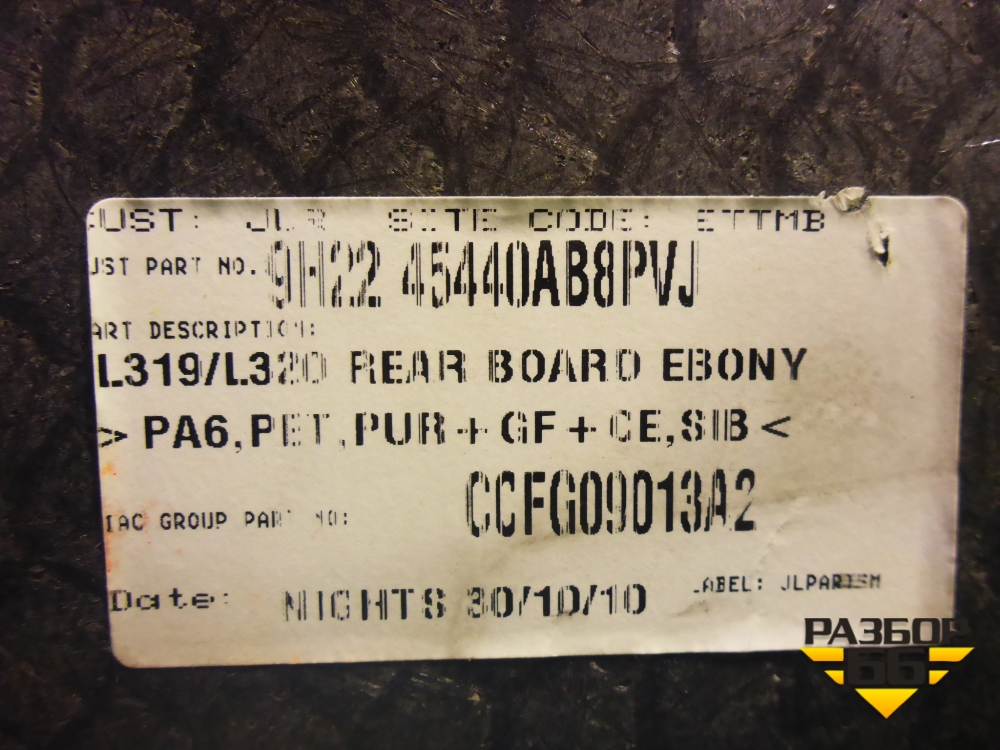 CUST: JLR SITE CODE: ETTMB
UST PART NO. 9H22 45440AB8PVJ
ART DESCRIPTION:
L319/L320 REAR BOARD EBONY
> PA6,PET,PUR+GF+CE,SIB <
IAC GROUP PART NO: CCFG09013A2
Date: NIGHTS 30/10/10 LABEL: JLPARISM
РАЗБОР
66